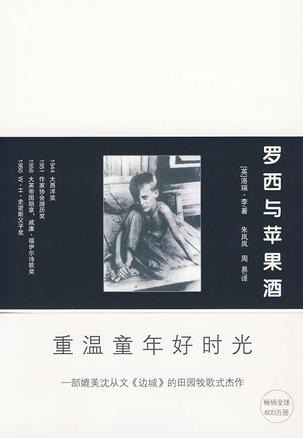 罗西与苹果酒
[英]洛瑞·李著
朱岚岚 周 易译
1944 大西洋奖
1951 作家协会游历奖
1956 大英帝国勋章，威廉·福伊尔诗歌奖
1960 W·H·史密斯父子奖
重温童年好时光
一部媲美沈从文《边城》的田园牧歌式杰作
畅销全球
600万册